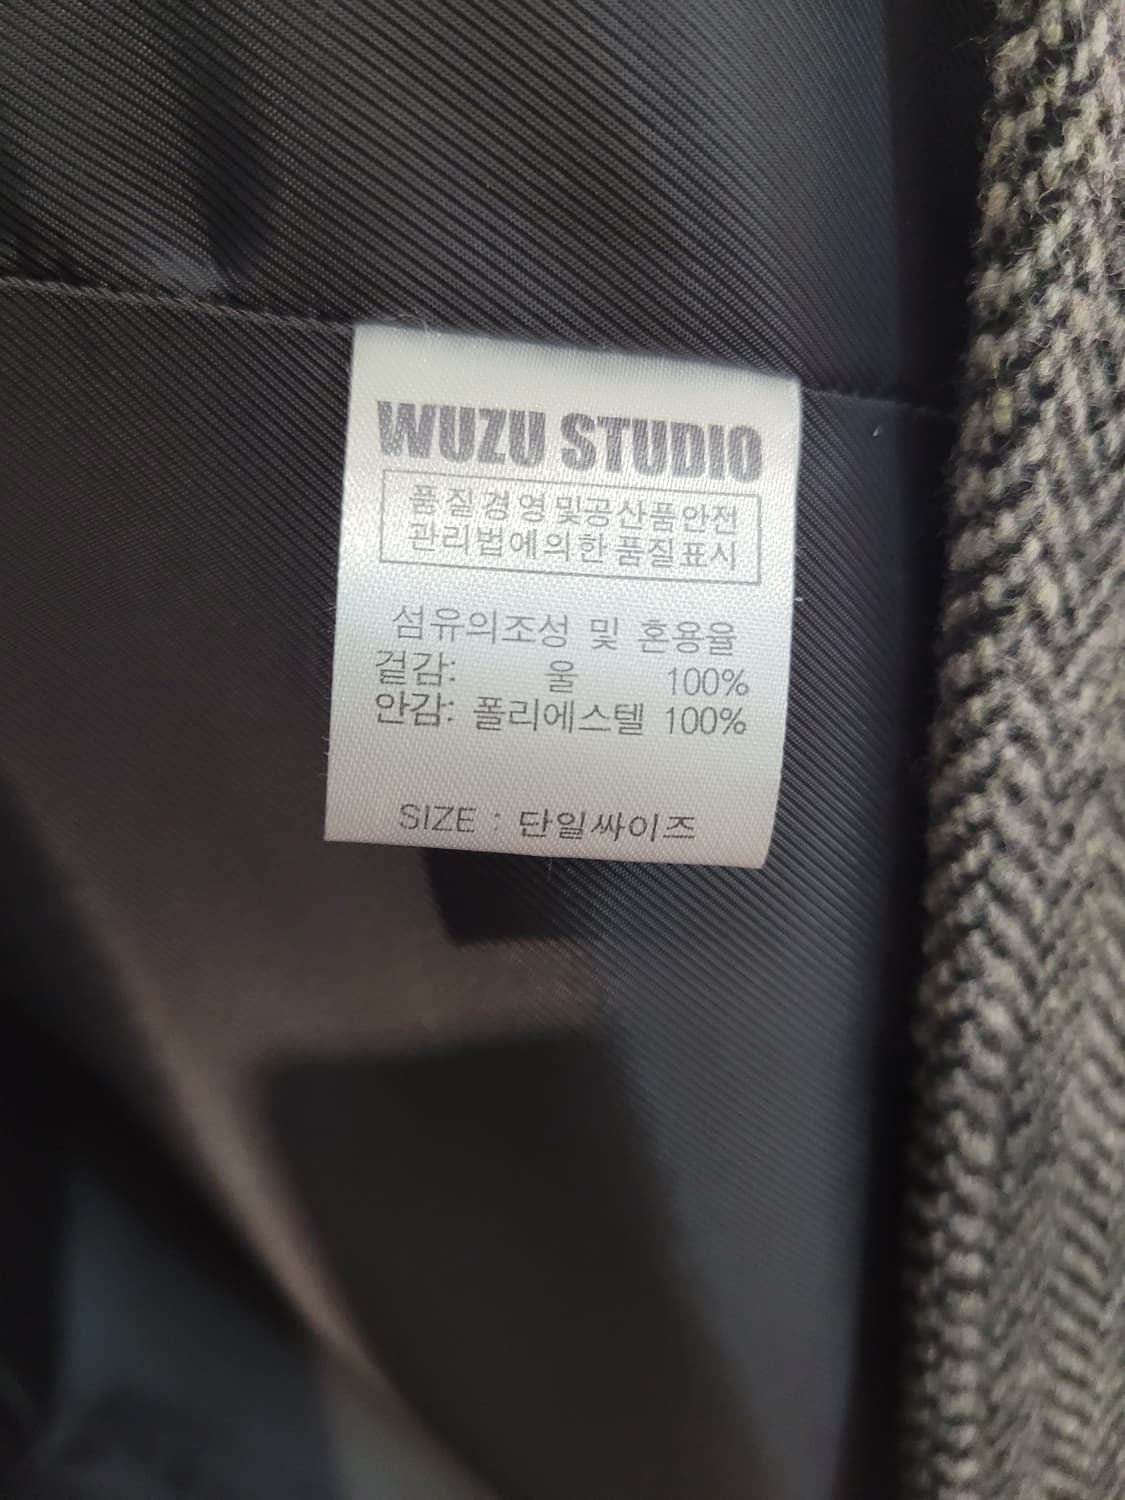 WUZU STUDIO
품질경영및공산품안전
관리법에의한품질표시
섬유의조성 및 혼용율
겉감: 울 100%
안감: 폴리에스텔 100%
SIZE : 단일싸이즈